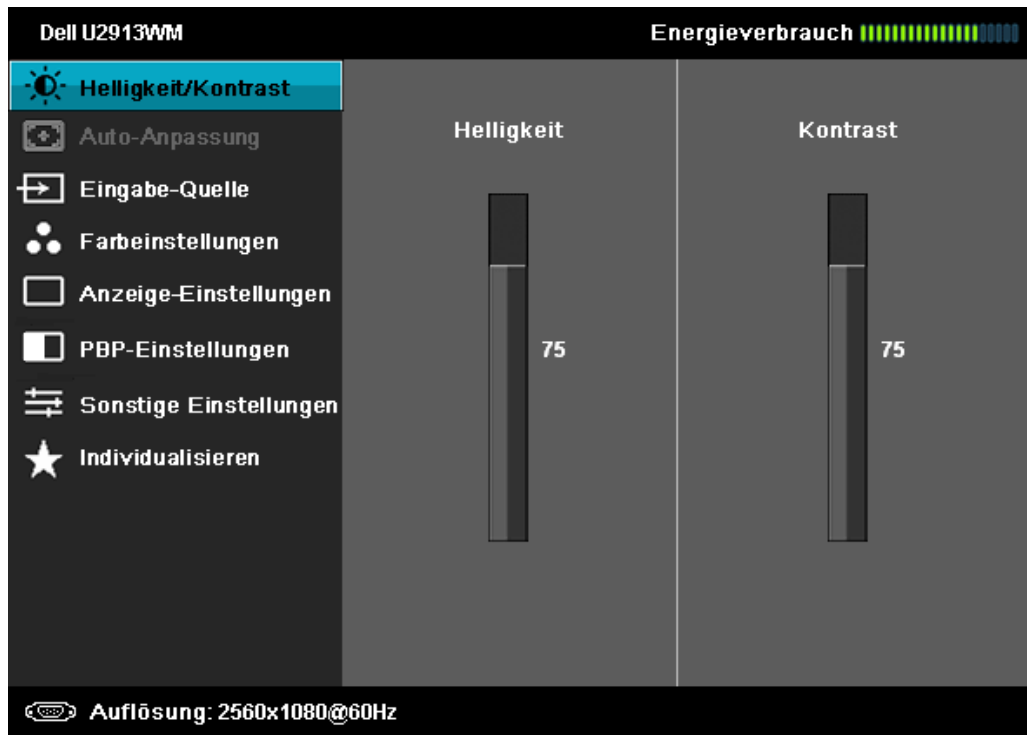 Dell U2913WM
Energieverbrauch
Helligkeit/Kontrast
Auto-Anpassung
Eingabe-Quelle
Farbeinstellungen
Anzeige-Einstellungen
PBP-Einstellungen
Sonstige Einstellungen
Individualisieren
Helligkeit
75
Kontrast
75
Auflösung: 2560x1080@60Hz